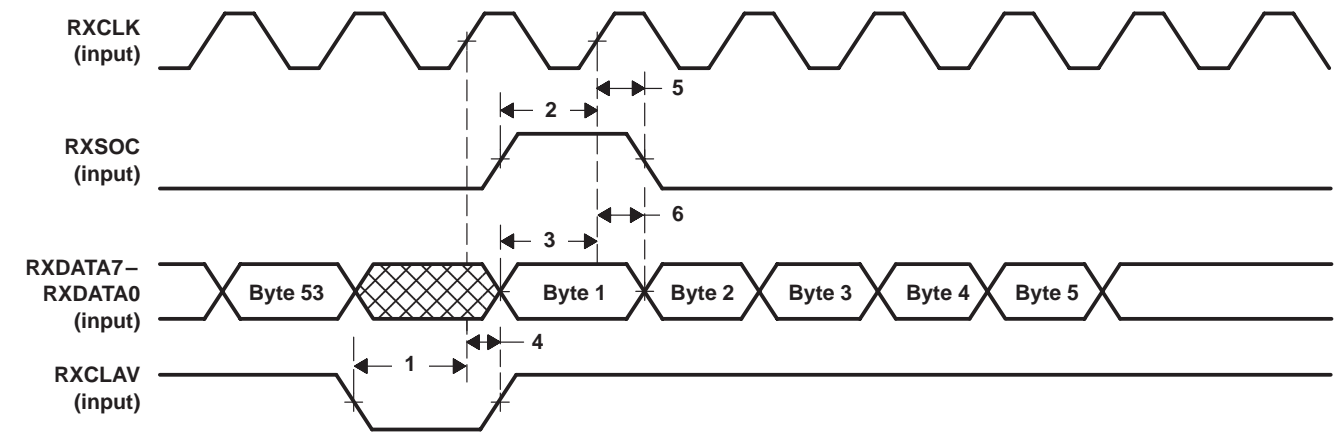 RXCLK
(input)
5
2
RXSOC
(input)
6
3
RXDATA7–
RXDATA0
(input)
Byte 53
Byte 1
Byte 2
Byte 3
Byte 4
Byte 5
4
1
RXCLAV
(input)